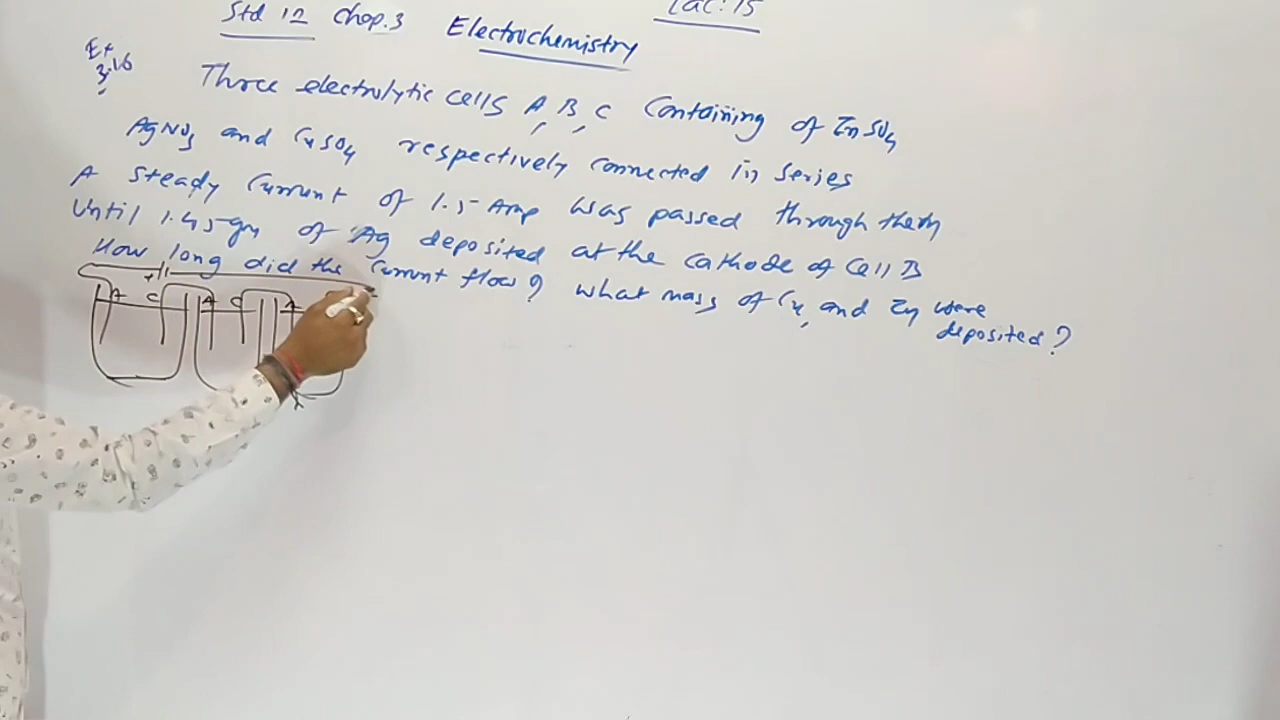 Lac: 15
Std 12 Chap. 3 Electrochemistry
Ex 3.16
Three electrolytic cells A, B, C Containing of ZnSO4
AgNO3 and CuSO4 respectively connected in series
A steady Current of 1.5 Amp was passed through them
Until 1.45 gm of Ag deposited at the cathode of Cell B
How long did the Current flow? what mass of Cu, and Zn were
deposited?
+
A C A C A